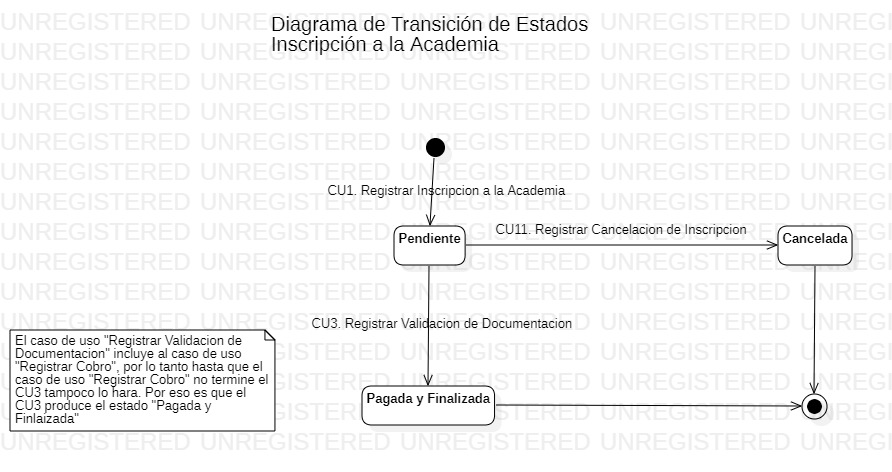 Diagrama de Transición de Estados
Inscripción a la Academia
CU1. Registrar Inscripcion a la Academia
Pendiente
CU11. Registrar Cancelacion de Inscripcion
Cancelada
CU3. Registrar Validacion de Documentacion
El caso de uso "Registrar Validacion de
Documentacion" incluye al caso de uso
"Registrar Cobro", por lo tanto hasta que el
caso de uso "Registrar Cobro" no termine el
CU3 tampoco lo hara. Por eso es que el
CU3 produce el estado "Pagada y
Finlaizada"
Pagada y Finalizada
UNREGISTERED UNREGISTERED UNREGISTERED UNREGISTERED UNREGISTERED